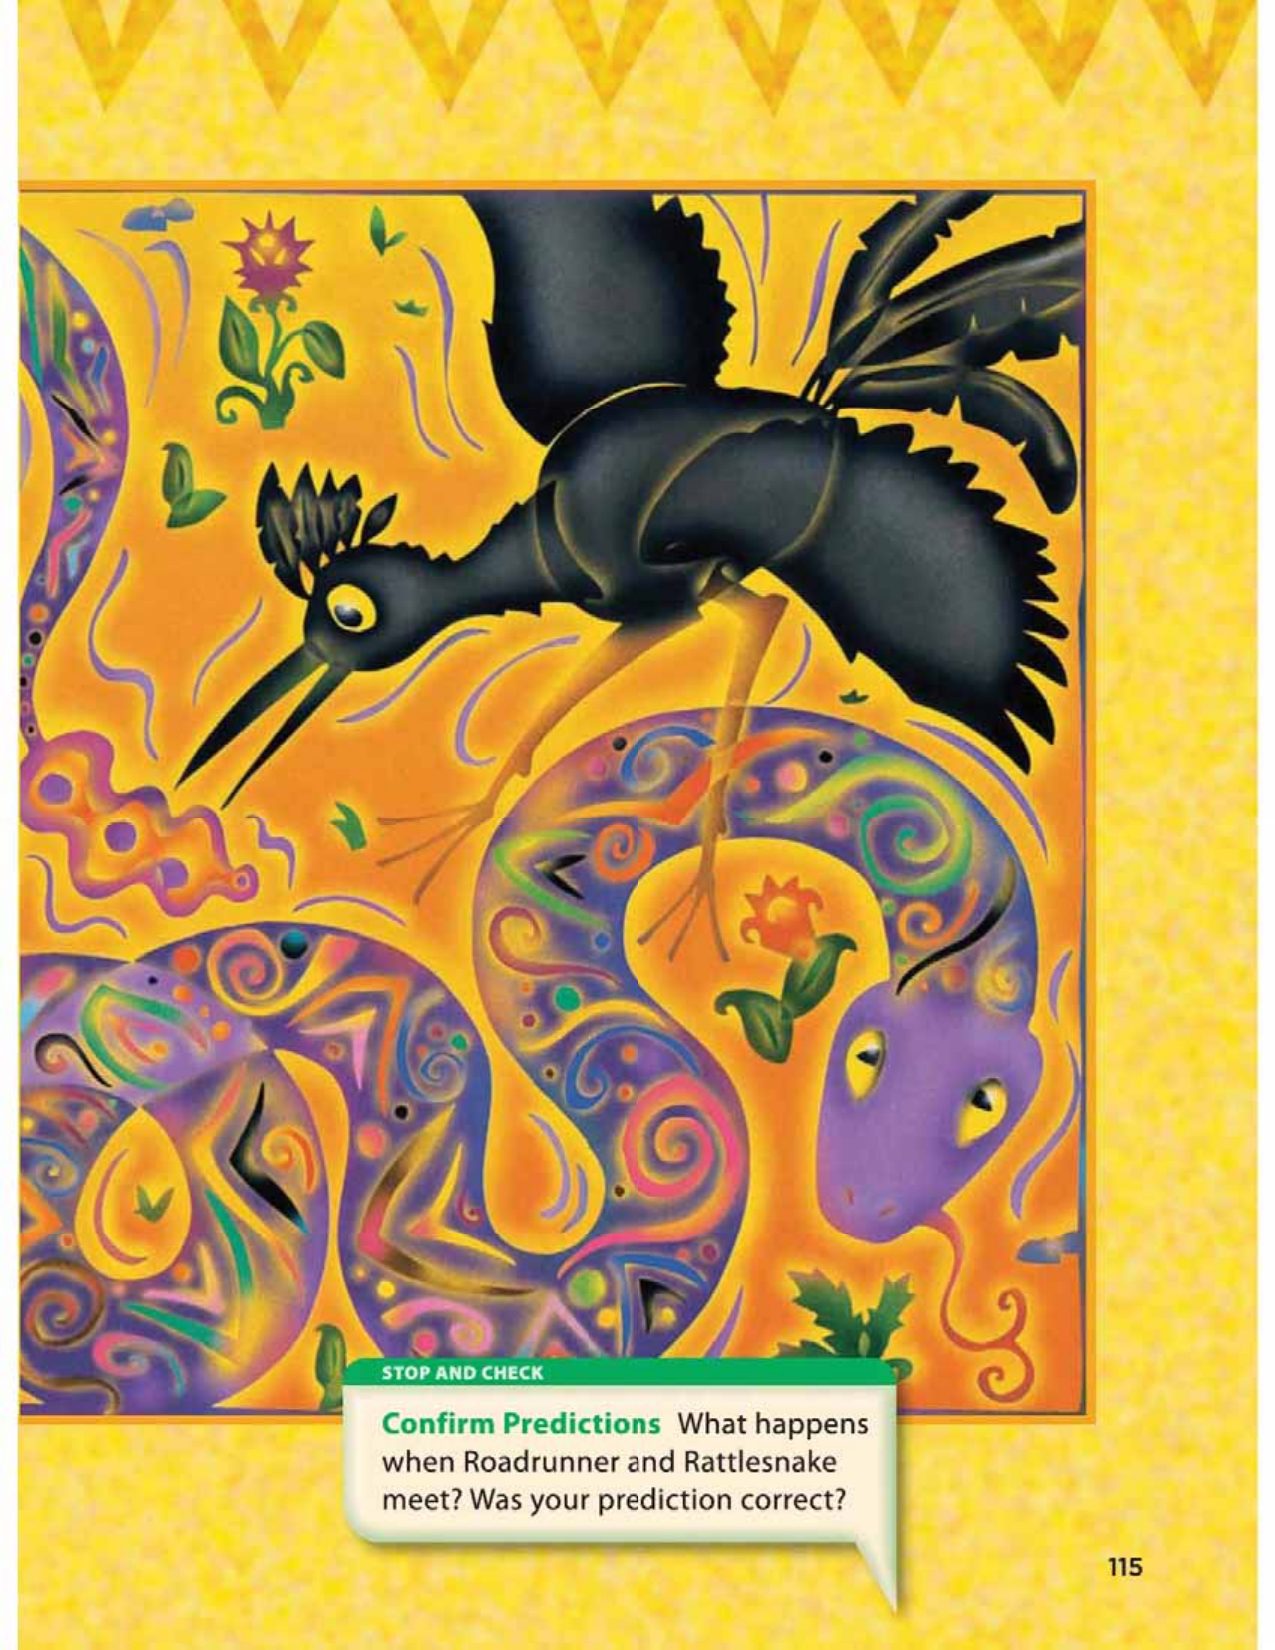 STOP AND CHECK
Confirm Predictions What happens
when Roadrunner and Rattlesnake
meet? Was your prediction correct?
115